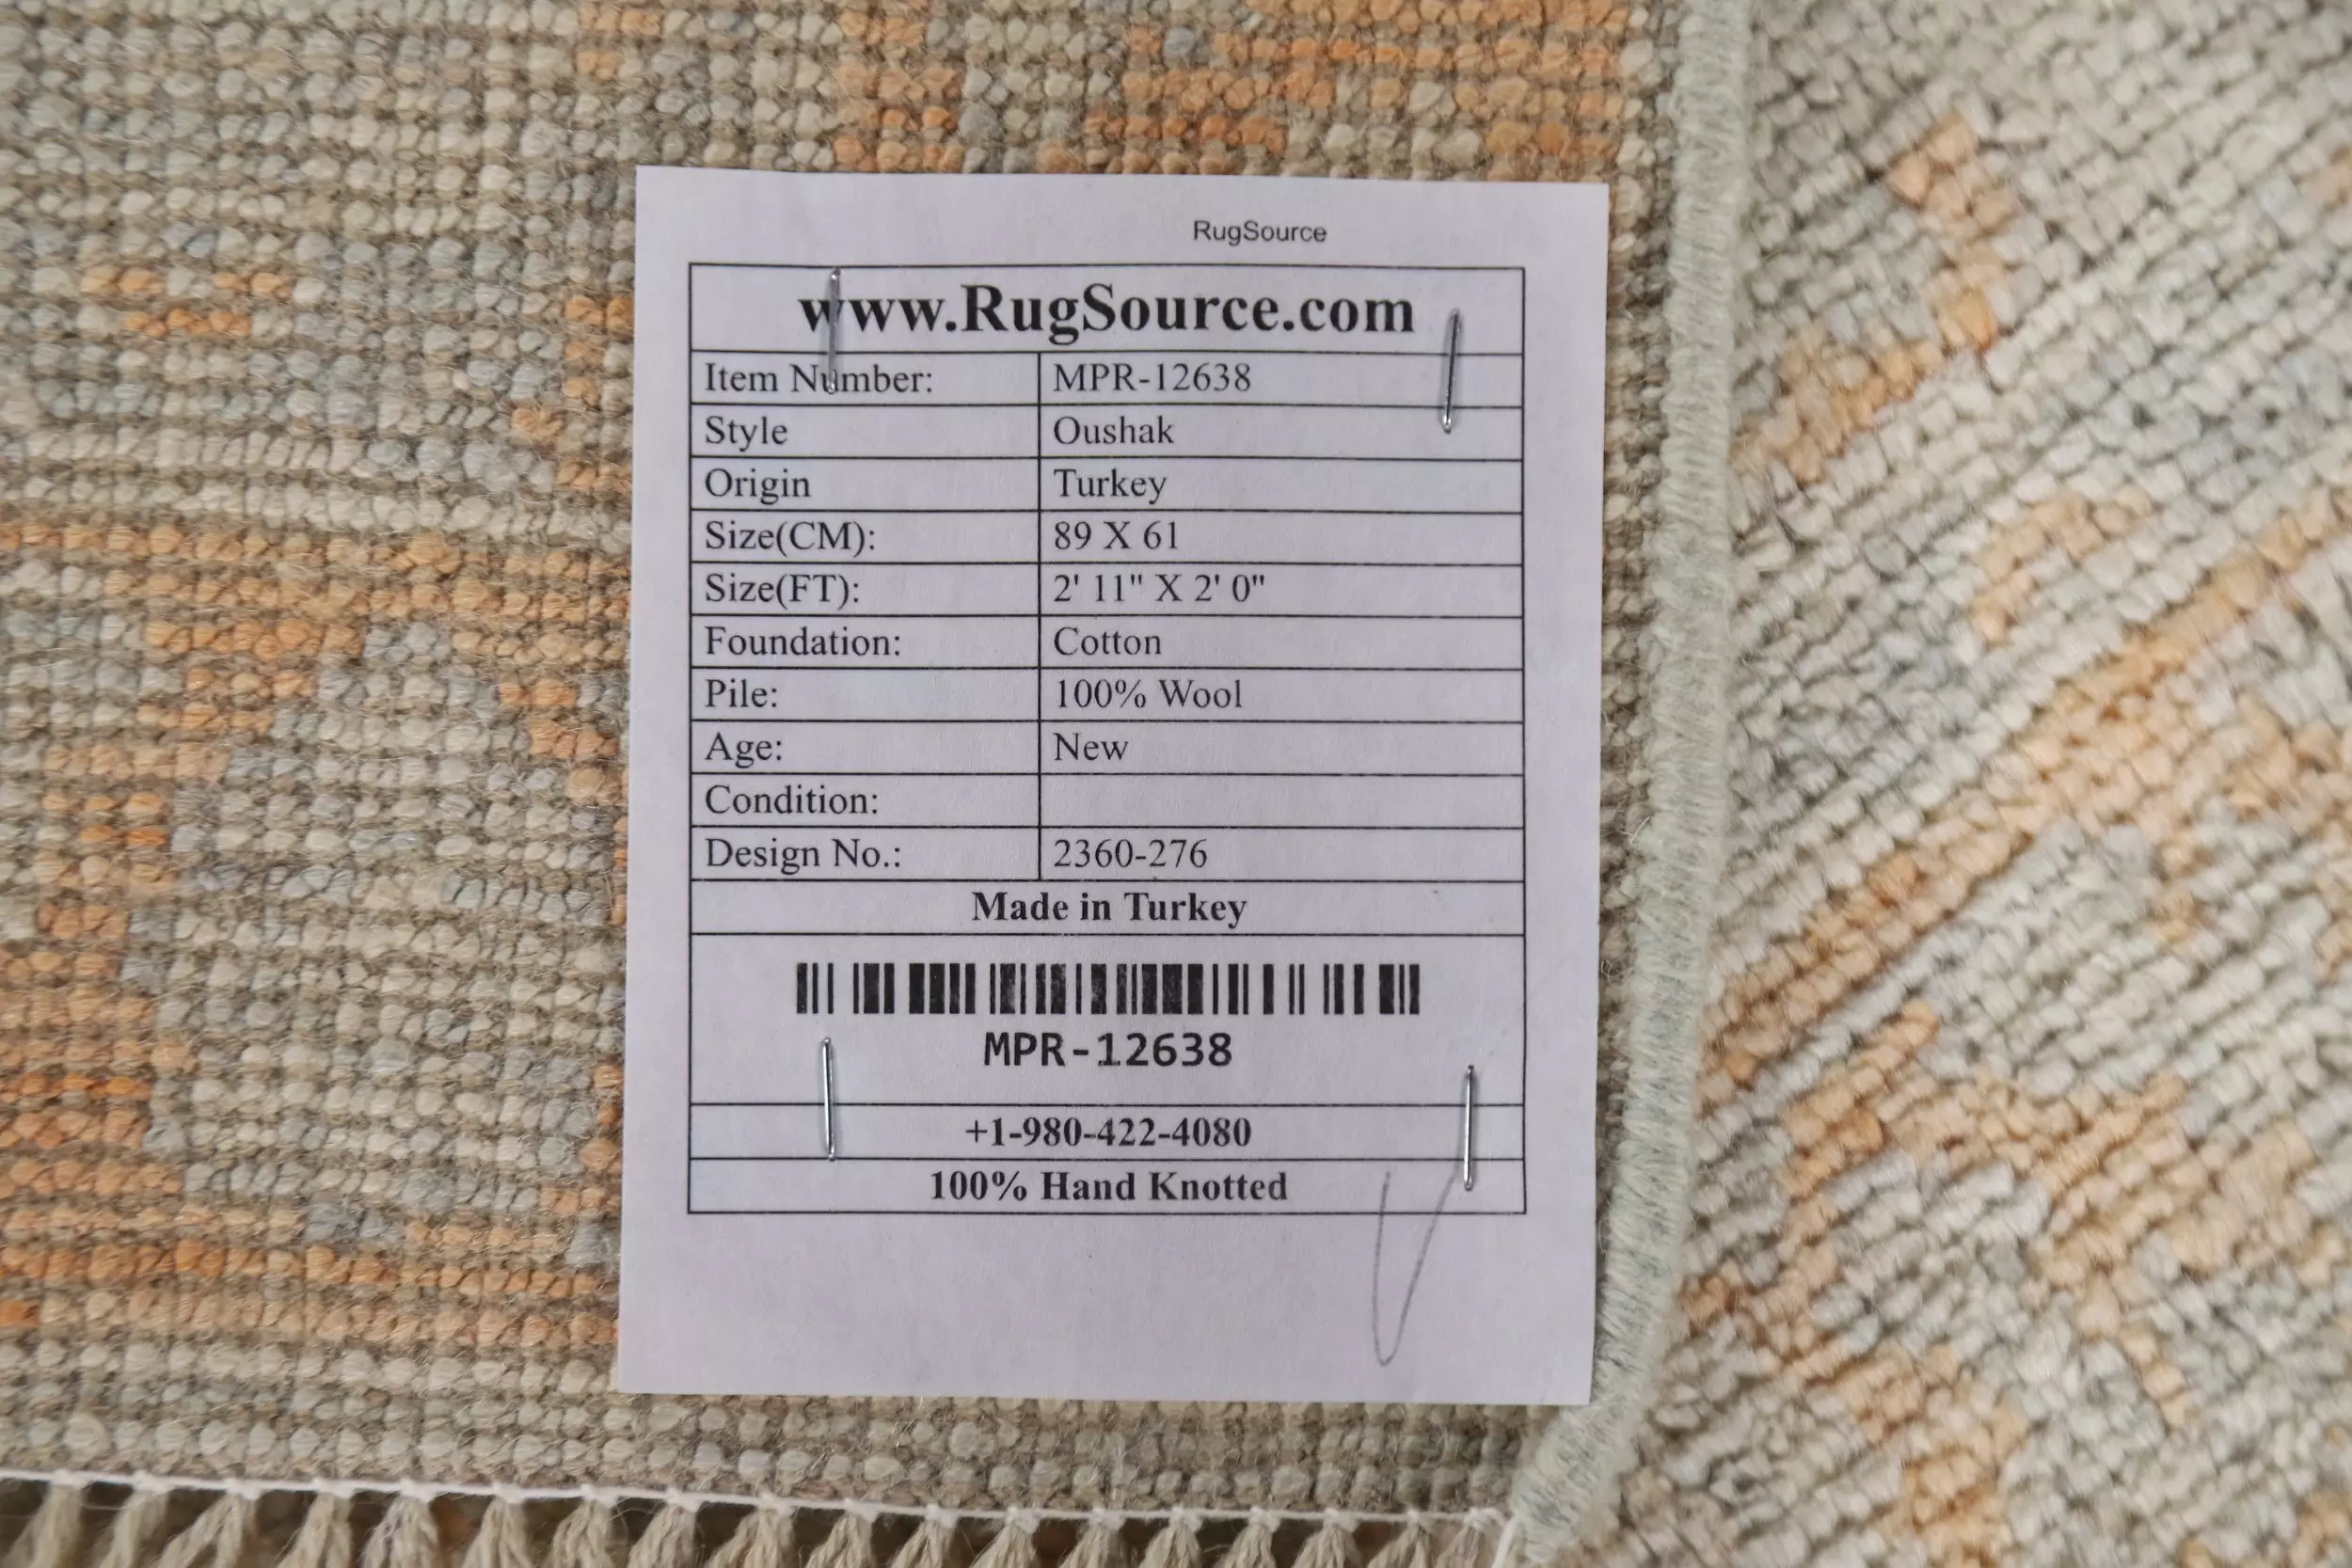 RugSource
www.RugSource.com
Item Number: MPR-12638
Style Oushak
Origin Turkey
Size(CM): 89 X 61
Size(FT): 2' 11" X 2' 0"
Foundation: Cotton
Pile: 100% Wool
Age: New
Condition:
Design No.: 2360-276
Made in Turkey
MPR-12638
+1-980-422-4080
100% Hand Knotted